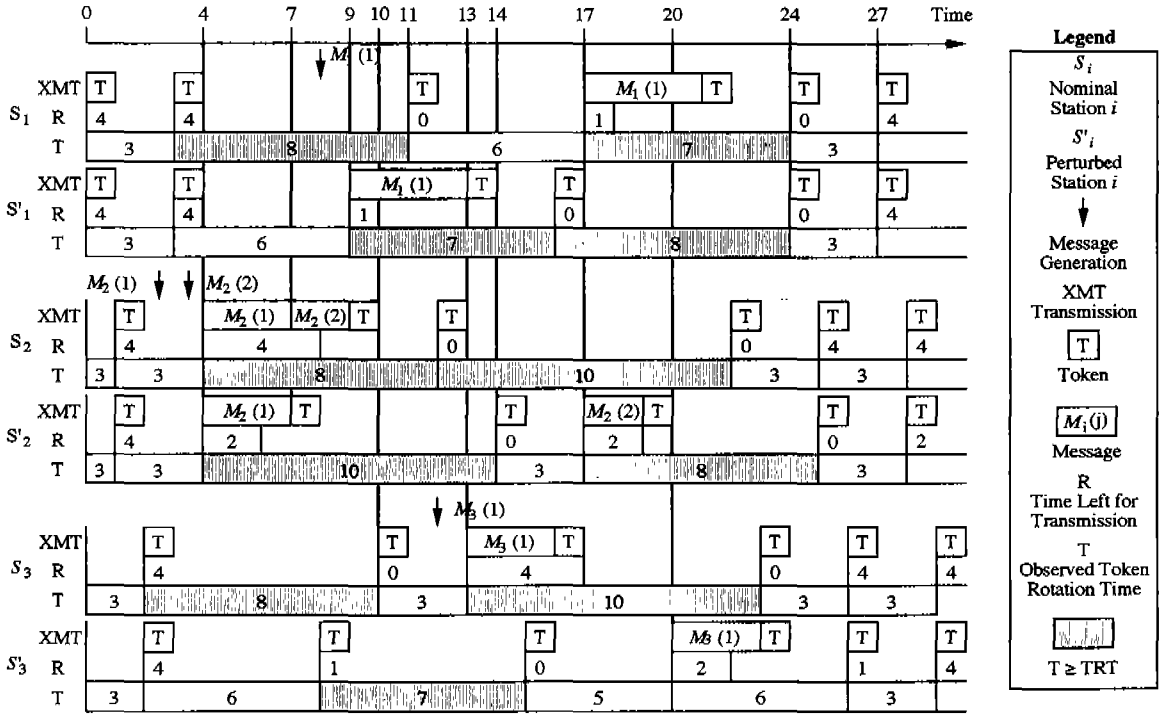 0 4 7 8 9 10 11 13 14 17 20 24 27 Time
M (1)
XMT T T T M1 (1) T T T
S1 R 4 4 0 1 0 4
T 3 8 6 7 3
XMT T T M1 (1) T T T T
S'1 R 4 4 1 0 0 4
T 3 6 7 8 3
M2 (1) M2 (2)
XMT T M2 (1) M2 (2) T T T T T
S2 R 4 4 0 0 4 4
T 3 3 8 10 3 3
XMT T M2 (1) T T M2 (2) T T T
S'2 R 4 2 0 2 0 2
T 3 3 10 3 8 3
M3 (1)
XMT T T M3 (1) T T T T
S3 R 4 0 4 0 4 4
T 3 8 3 10 3 3
XMT T T T M3 (1) T T T
S'3 R 4 1 0 2 1 4
T 3 6 7 5 6 3
Legend
Si
Nominal
Station i
S'i
Perturbed
Station i
Message
Generation
XMT
Transmission
T
Token
Mi(j)
Message
R
Time Left for
Transmission
T
Observed Token
Rotation Time
T ≥ TRT